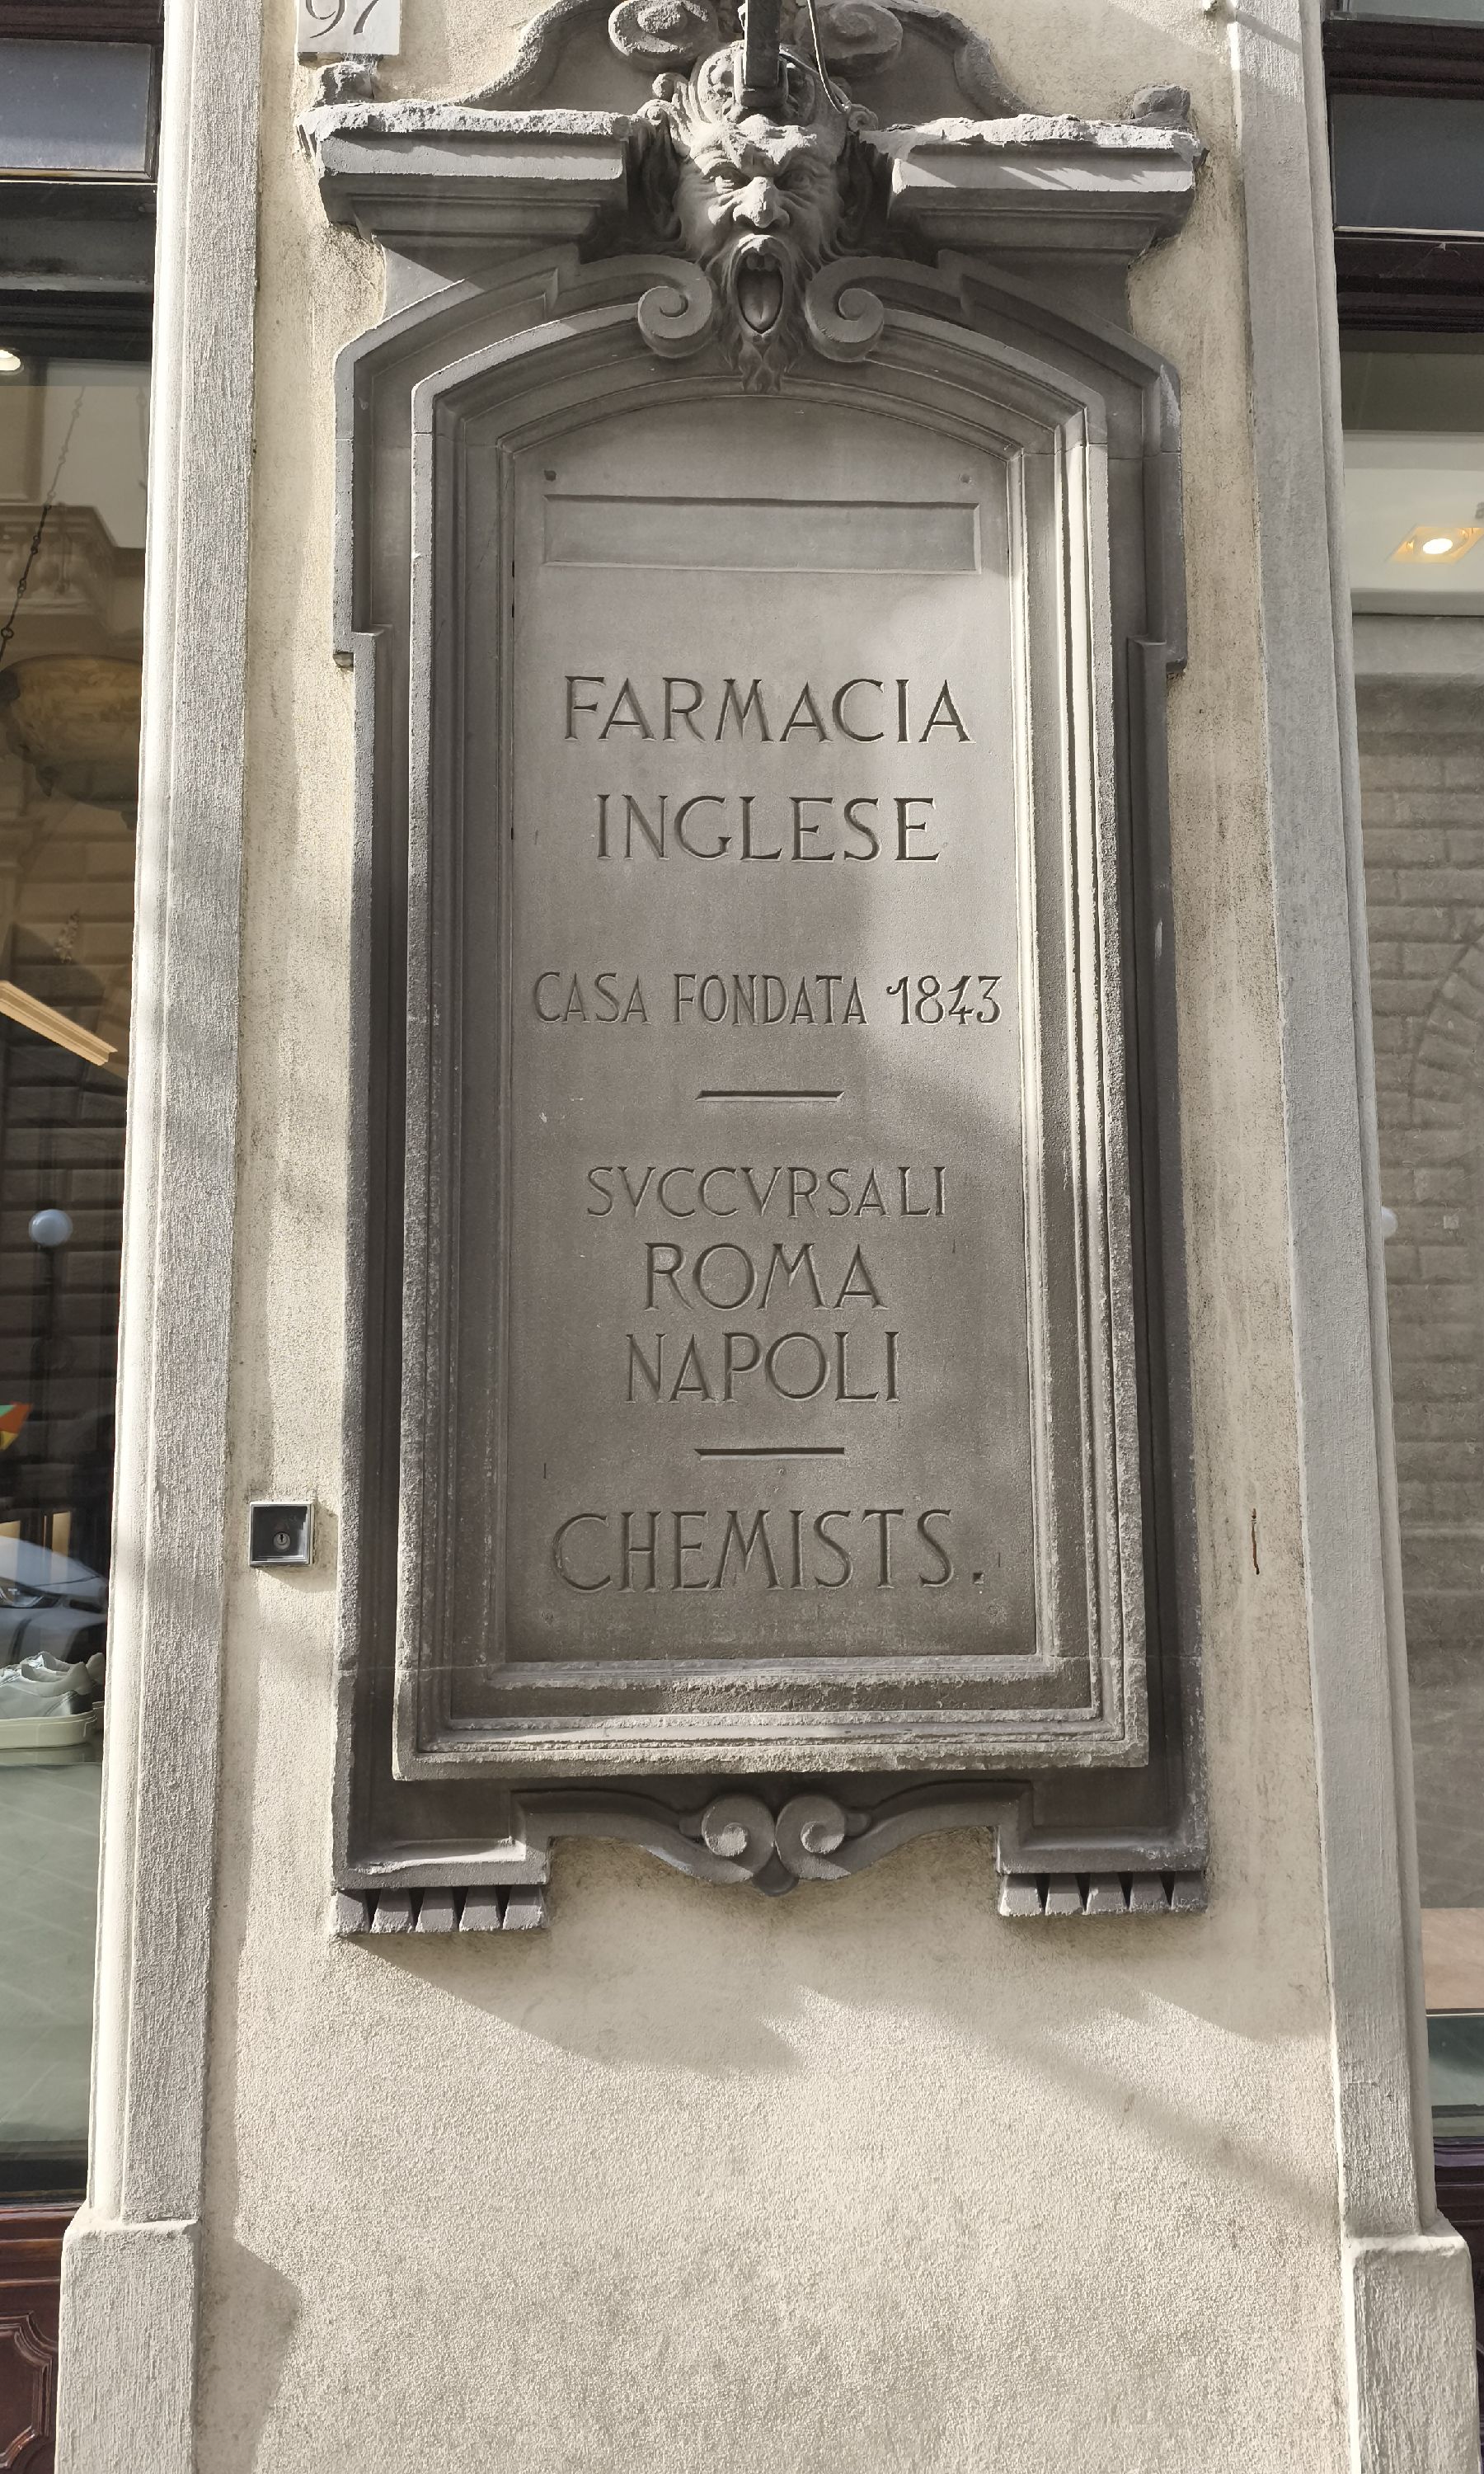 97
FARMACIA
INGLESE
CASA FONDATA 1843
SVCCVRSALI
ROMA
NAPOLI
CHEMISTS.